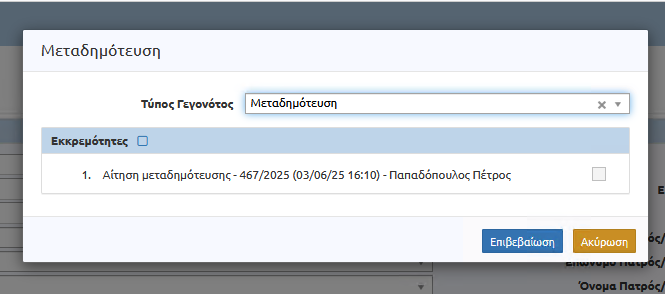 Μεταδημότευση
Τύπος Γεγονότος Μεταδημότευση
Εκκρεμότητες
1. Αίτηση μεταδημότευσης - 467/2025 (03/06/25 16:10) - Παπαδόπουλος Πέτρος
Επιβεβαίωση Ακύρωση
Επώνυμο Πατρός/
Όνομα Πατρός/